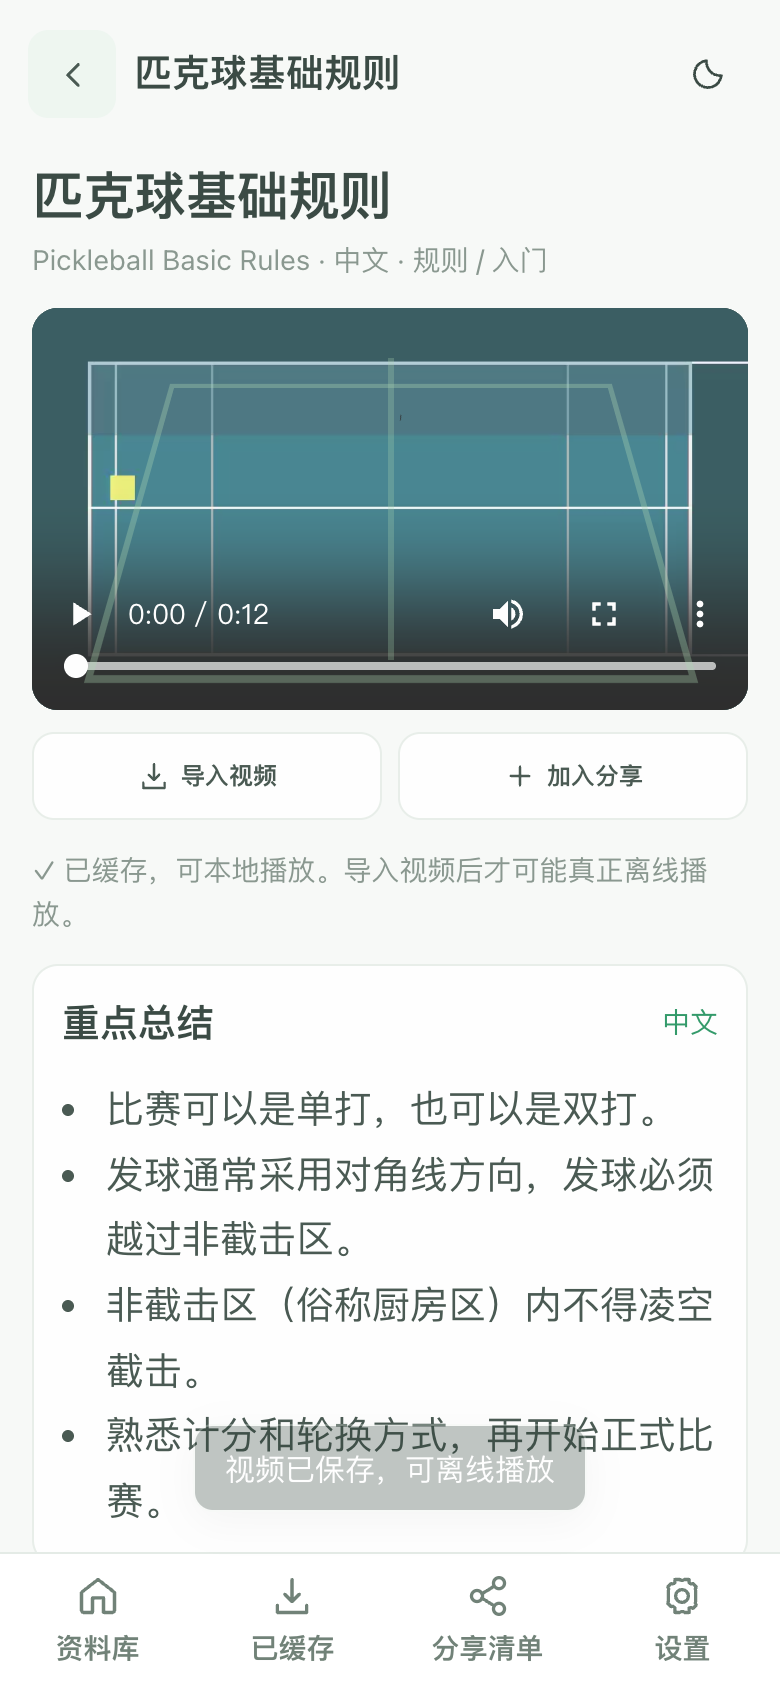 匹克球基础规则
匹克球基础规则
Pickleball Basic Rules · 中文 · 规则 / 入门
0:00 / 0:12
导入视频
加入分享
✓ 已缓存，可本地播放。导入视频后才可能真正离线播
放。
重点总结
中文
• 比赛可以是单打，也可以是双打。
• 发球通常采用对角线方向，发球必须
越过非截击区。
• 非截击区（俗称厨房区）内不得凌空
截击。
• 熟悉计分和轮换方式，再开始正式比
赛。
视频已保存，可离线播放
资料库
已缓存
分享清单
设置